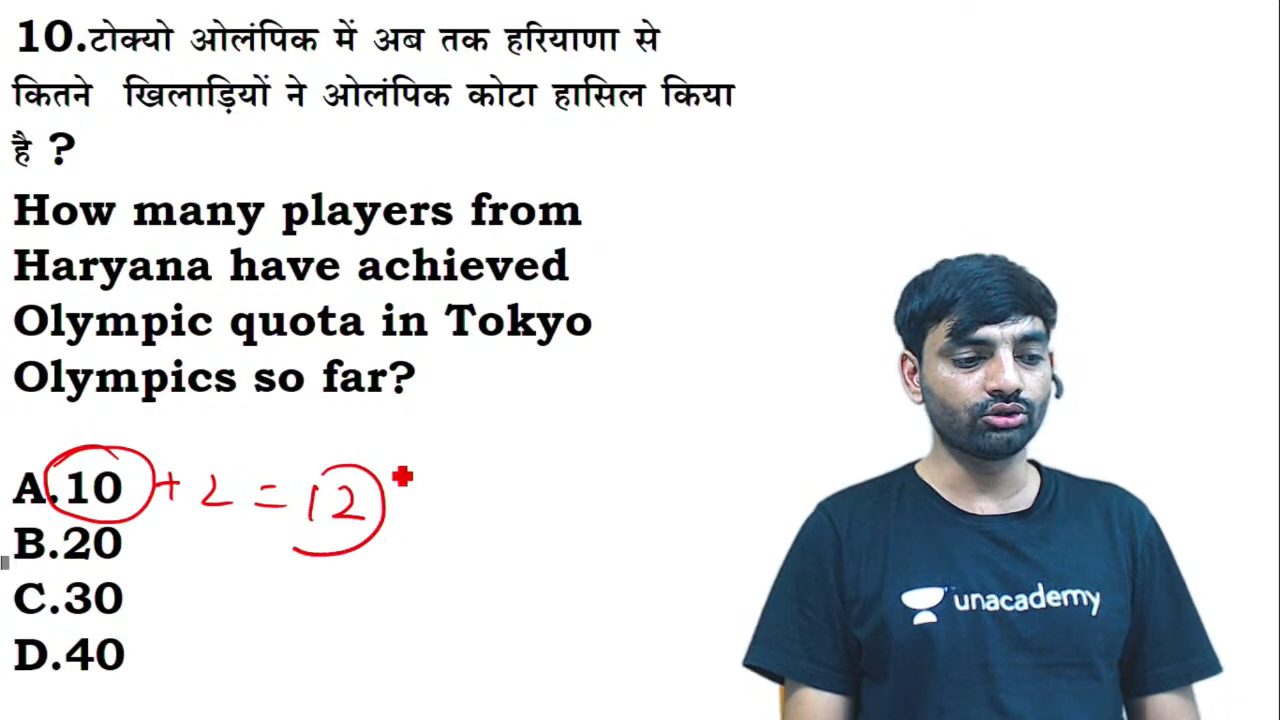 10.टोक्यो ओलंपिक में अब तक हरियाणा से
कितने खिलाड़ियों ने ओलंपिक कोटा हासिल किया
है ?
How many players from
Haryana have achieved
Olympic quota in Tokyo
Olympics so far?
A.10 + 2 = 12
B.20
C.30
D.40
unacademy